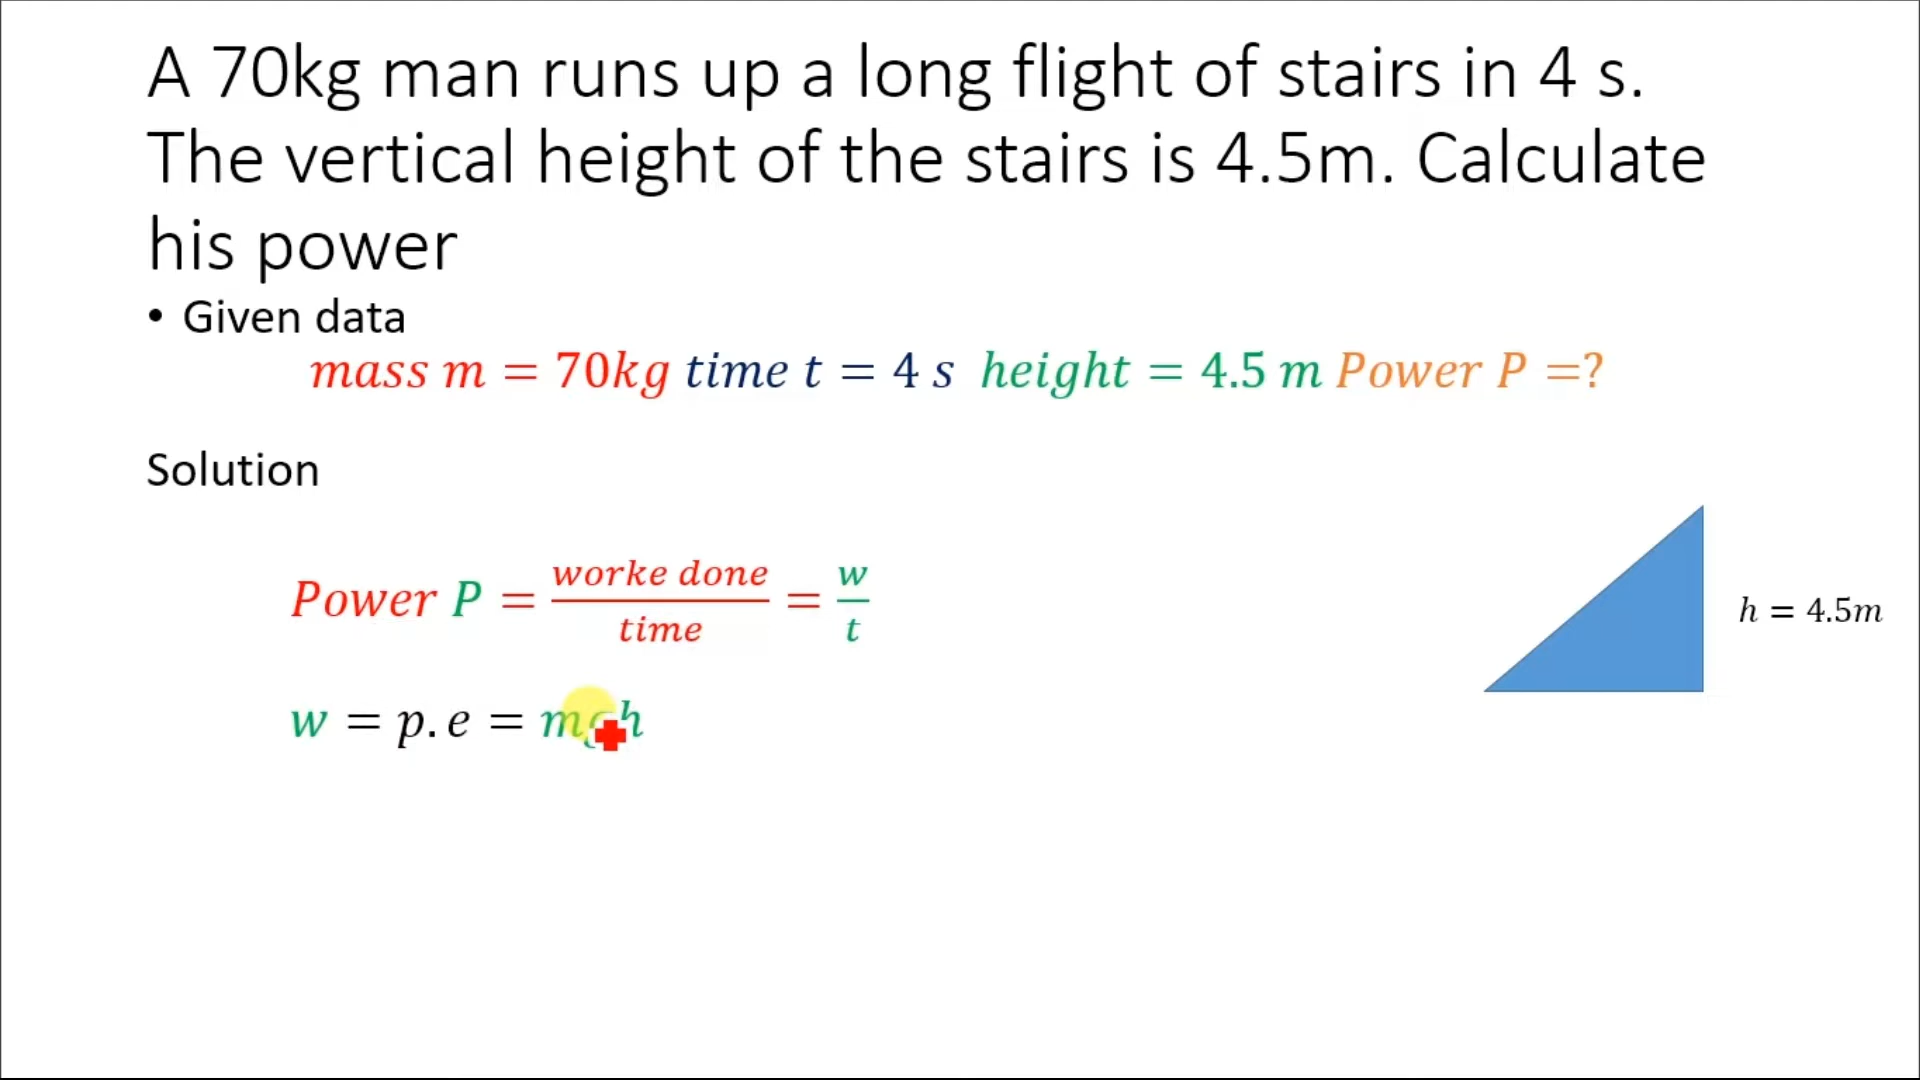 A 70kg man runs up a long flight of stairs in 4 s.
The vertical height of the stairs is 4.5m. Calculate
his power
• Given data
mass m = 70kg time t = 4 s height = 4.5 m Power P =?
Solution
Power P = worke done / time = w / t
h = 4.5m
w = p.e = mgh